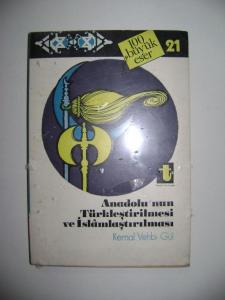 100
büyük
eser
21
t
Anadolu'nun
Türkleştirilmesi
ve İslâmlaştırılması
Kemal Vehbi Gül